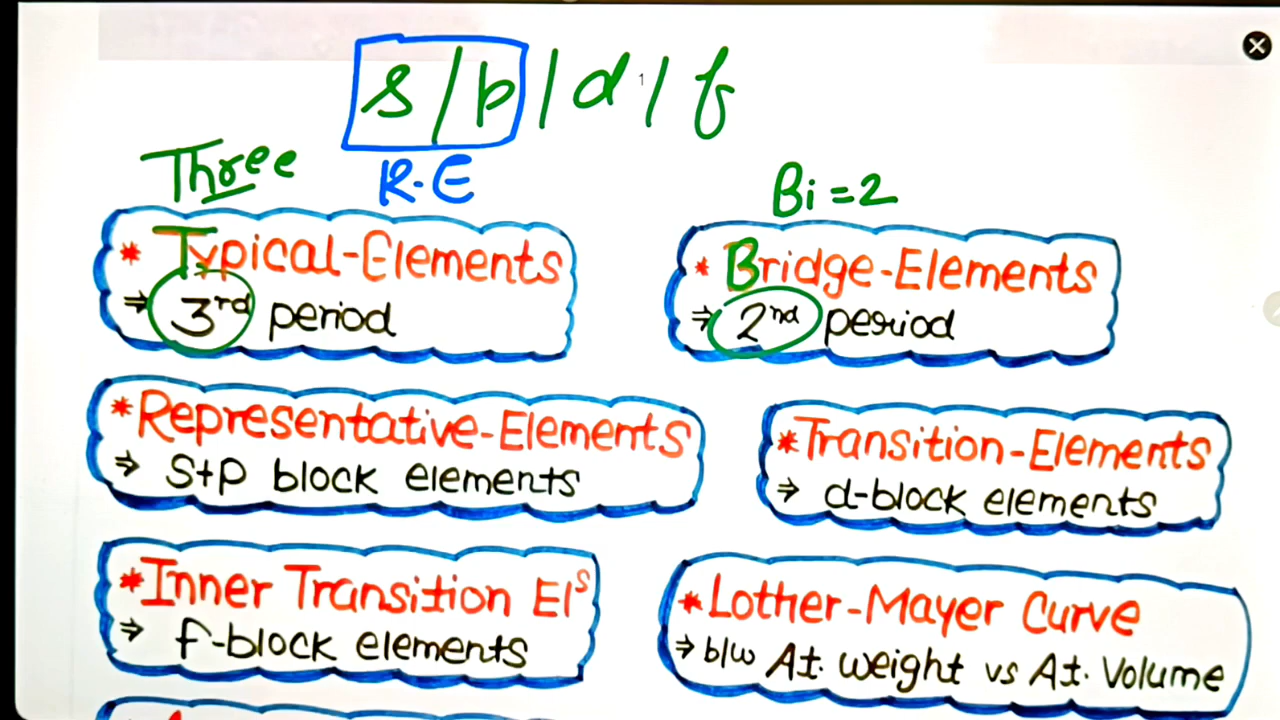 s/p/d/f
Three
R.E
Bi=2
* Typical-Elements
⇒ 3rd period
* Bridge-Elements
⇒ 2nd period
*Representative-Elements
⇒ S+P block elements
*Transition-Elements
⇒ d-block elements
*Inner Transition Els
⇒ f-block elements
*Lother-Mayer Curve
⇒ b/w At. weight vs At. Volume